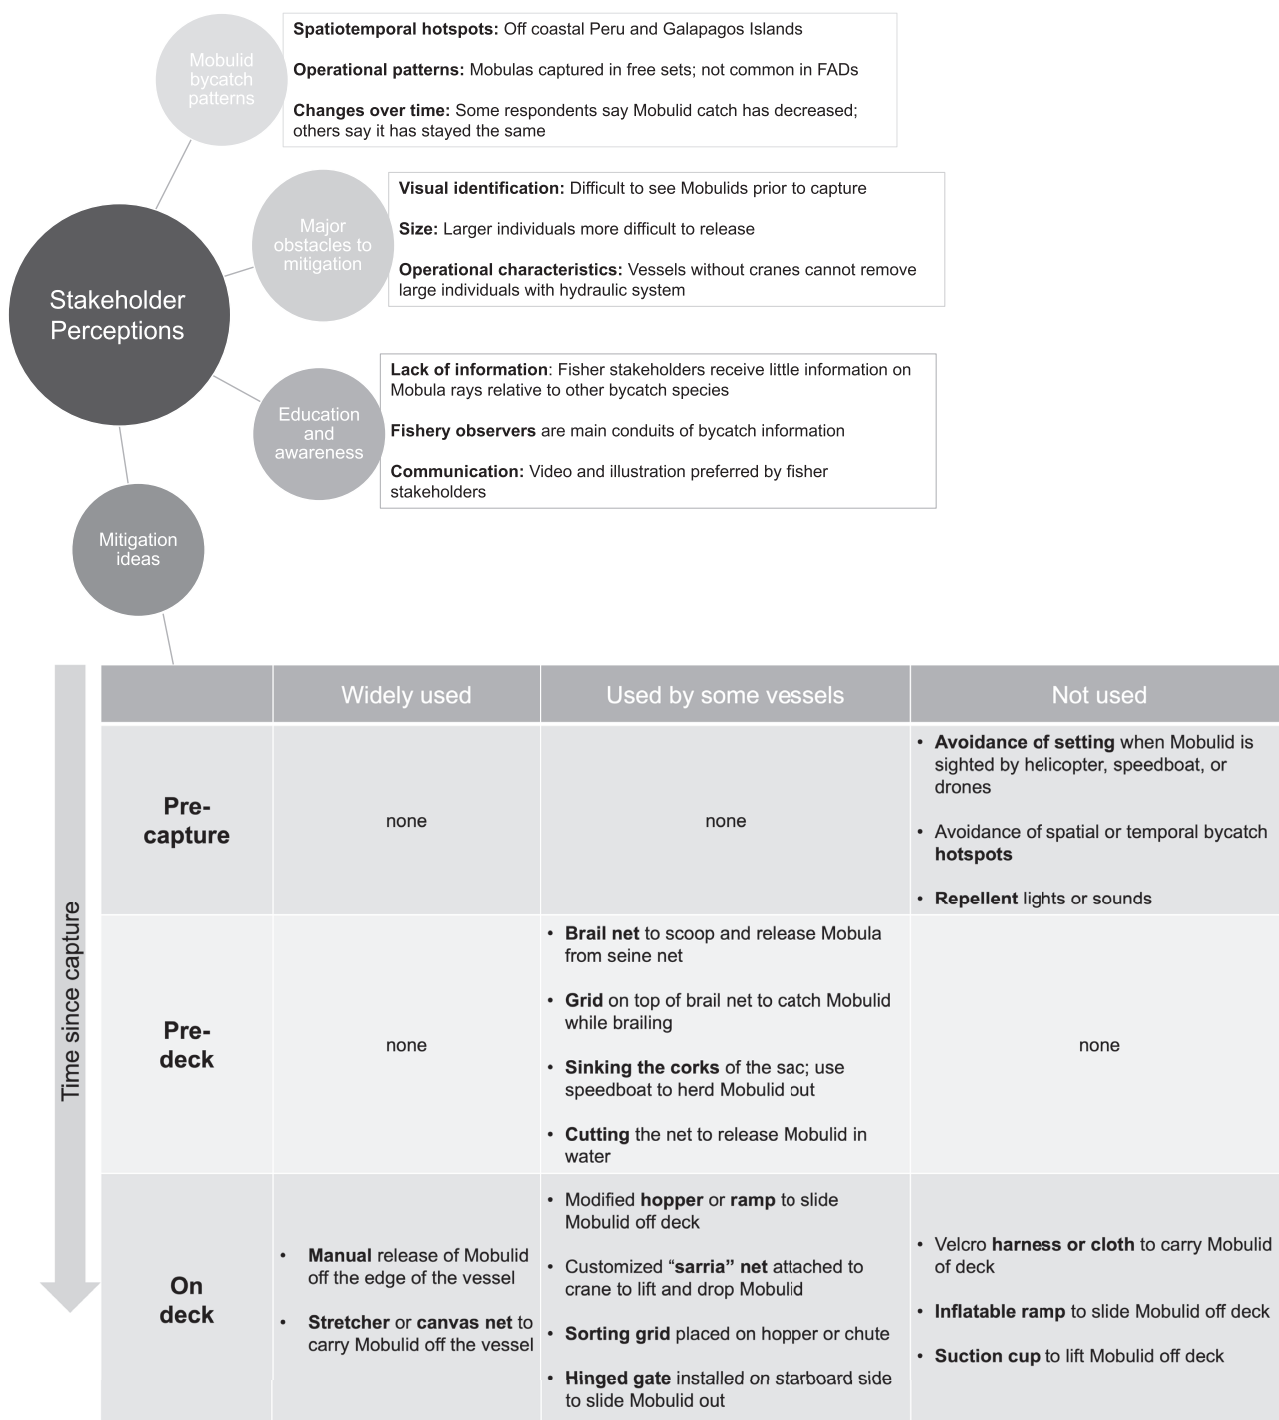 Mobulid
bycatch
patterns
Spatiotemporal hotspots: Off coastal Peru and Galapagos Islands
Operational patterns: Mobulas captured in free sets; not common in FADs
Changes over time: Some respondents say Mobulid catch has decreased;
others say it has stayed the same
Major
obstacles to
mitigation
Visual identification: Difficult to see Mobulids prior to capture
Size: Larger individuals more difficult to release
Operational characteristics: Vessels without cranes cannot remove
large individuals with hydraulic system
Stakeholder
Perceptions
Education
and
awareness
Lack of information: Fisher stakeholders receive little information on
Mobula rays relative to other bycatch species
Fishery observers are main conduits of bycatch information
Communication: Video and illustration preferred by fisher
stakeholders
Mitigation
ideas
Time since capture
Widely used
Used by some vessels
Not used
Pre-
capture
none
none
• Avoidance of setting when Mobulid is
sighted by helicopter, speedboat, or
drones
• Avoidance of spatial or temporal bycatch
hotspots
• Repellent lights or sounds
Pre-
deck
none
• Brail net to scoop and release Mobula
from seine net
• Grid on top of brail net to catch Mobulid
while brailing
• Sinking the corks of the sac; use
speedboat to herd Mobulid out
• Cutting the net to release Mobulid in
water
none
On
deck
• Manual release of Mobulid
off the edge of the vessel
• Stretcher or canvas net to
carry Mobulid off the vessel
• Modified hopper or ramp to slide
Mobulid off deck
• Customized “sarria” net attached to
crane to lift and drop Mobulid
• Sorting grid placed on hopper or chute
• Hinged gate installed on starboard side
to slide Mobulid out
• Velcro harness or cloth to carry Mobulid
of deck
• Inflatable ramp to slide Mobulid off deck
• Suction cup to lift Mobulid off deck